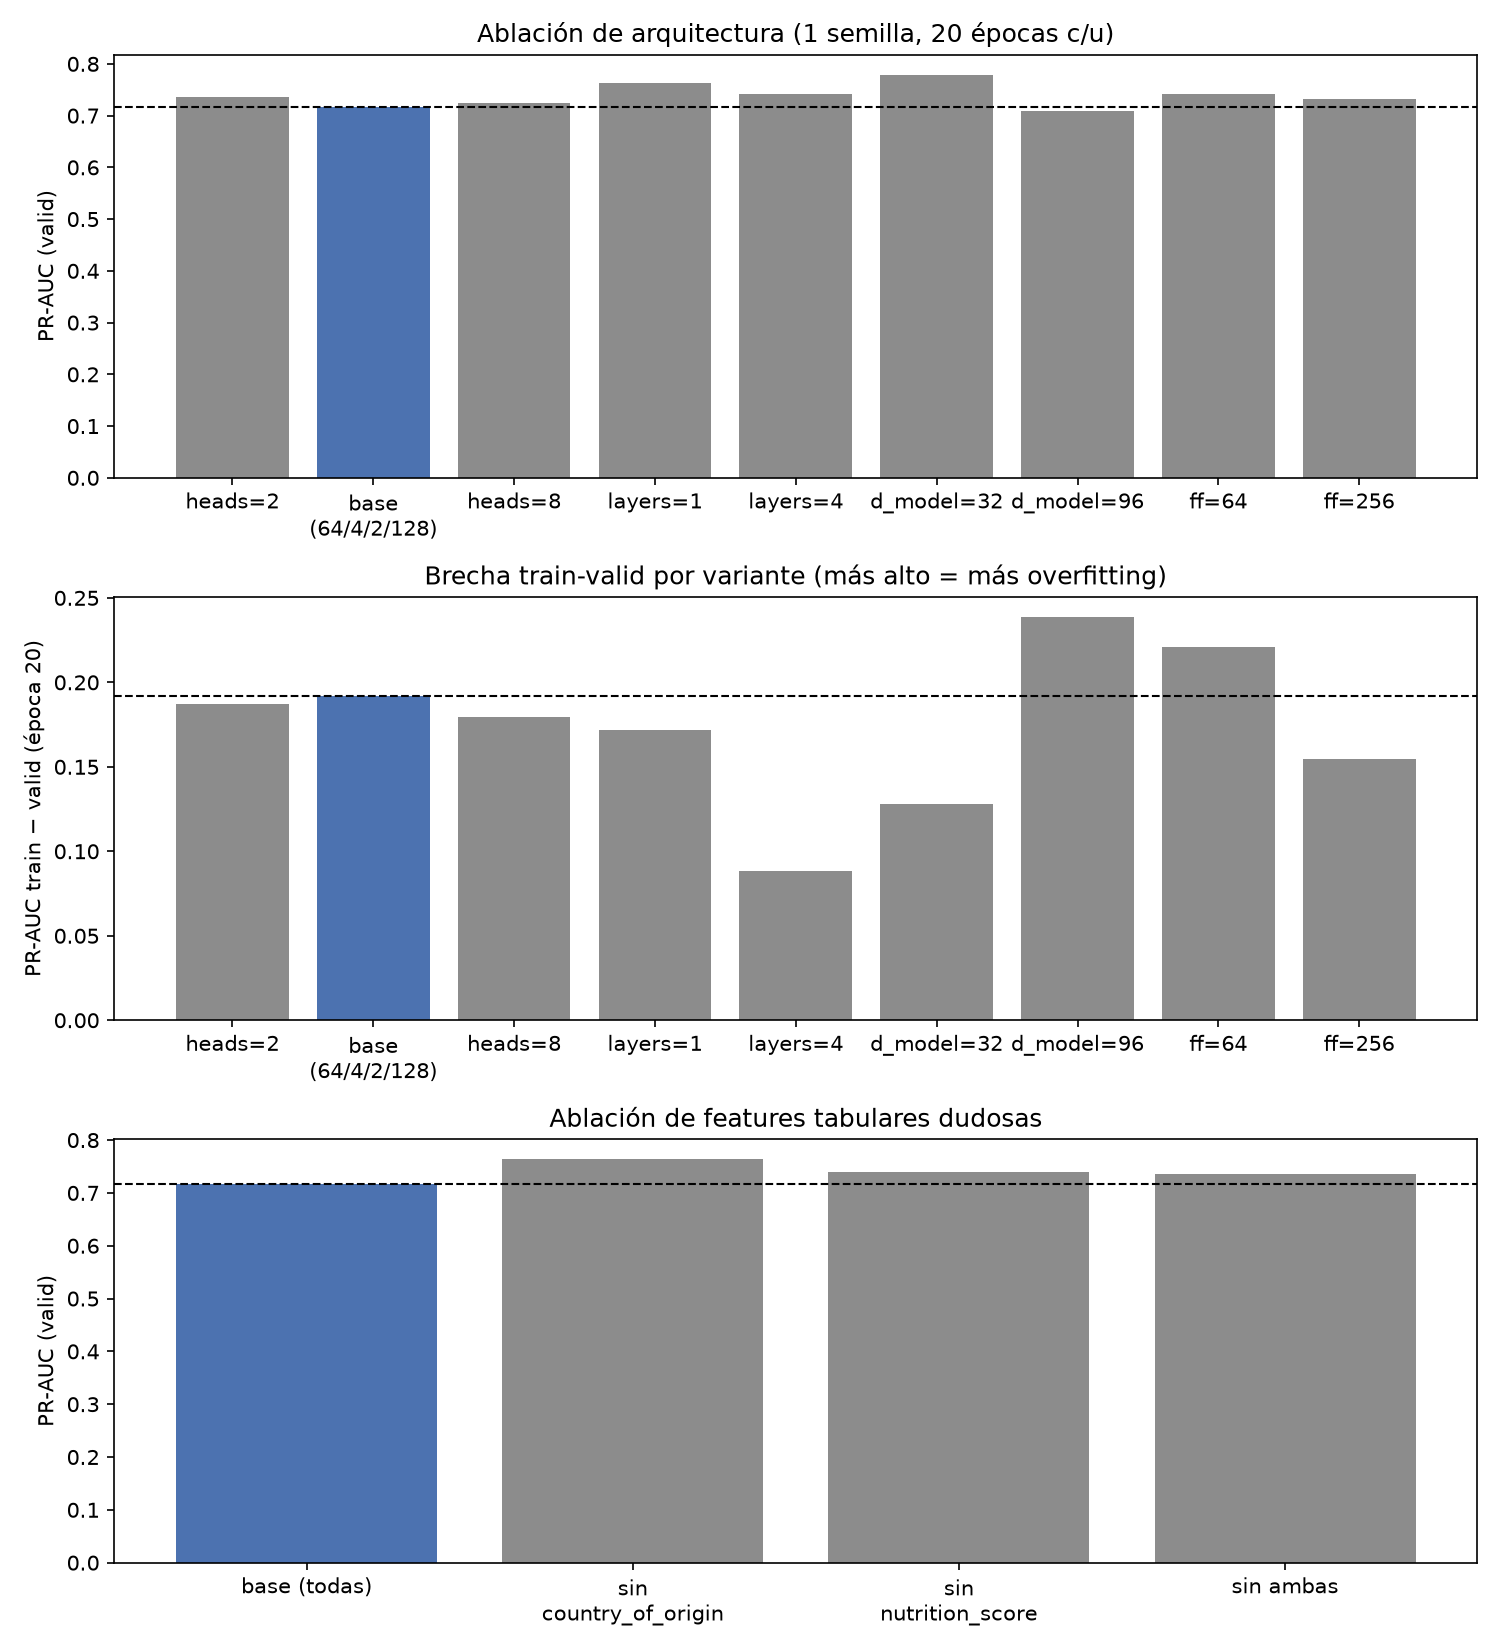 Ablación de arquitectura (1 semilla, 20 épocas c/u)
PR-AUC (valid)
0.8
0.7
0.6
0.5
0.4
0.3
0.2
0.1
0.0
heads=2
base
(64/4/2/128)
heads=8
layers=1
layers=4
d_model=32
d_model=96
ff=64
ff=256
Brecha train-valid por variante (más alto = más overfitting)
PR-AUC train − valid (época 20)
0.25
0.20
0.15
0.10
0.05
0.00
heads=2
base
(64/4/2/128)
heads=8
layers=1
layers=4
d_model=32
d_model=96
ff=64
ff=256
Ablación de features tabulares dudosas
PR-AUC (valid)
0.8
0.7
0.6
0.5
0.4
0.3
0.2
0.1
0.0
base (todas)
sin
country_of_origin
sin
nutrition_score
sin ambas